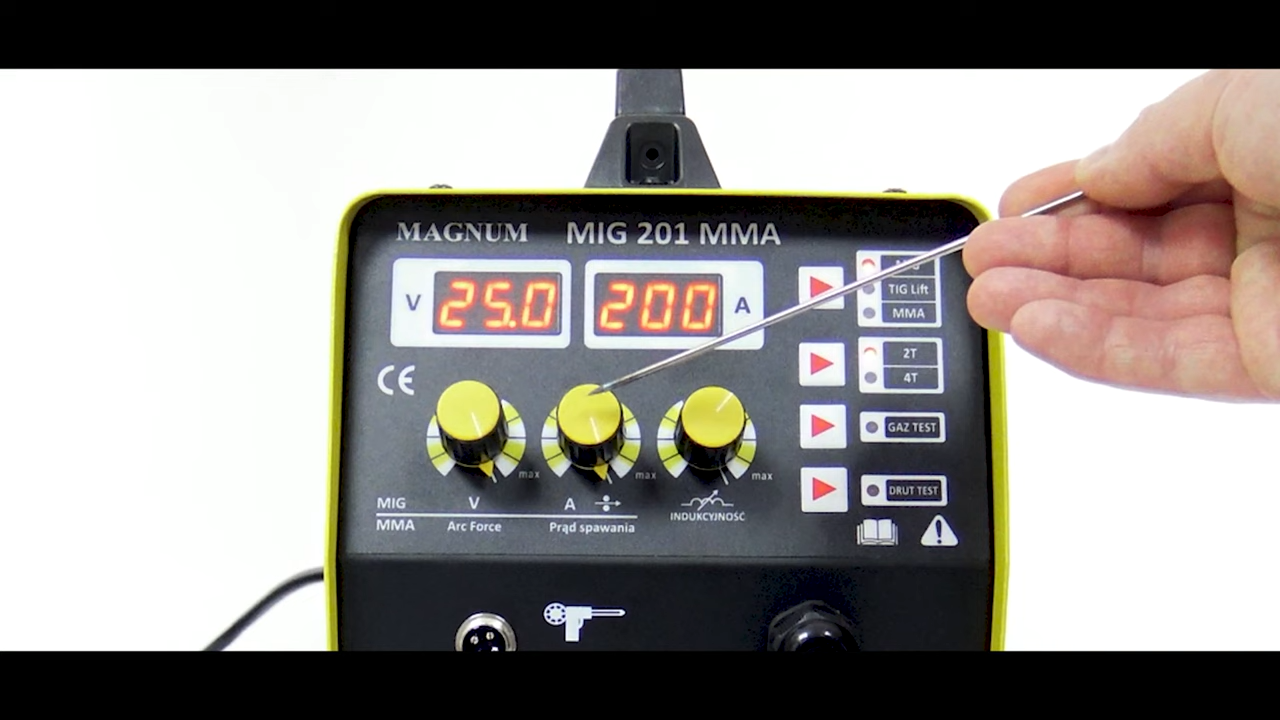 MAGNUM MIG 201 MMA
V 25.0 200 A
TIG Lift
MMA
2T
4T
CE
GAZ TEST
max max max
DRUT TEST
MIG V A
INDUKCYJNOŚĆ
MMA Arc Force Prąd spawania